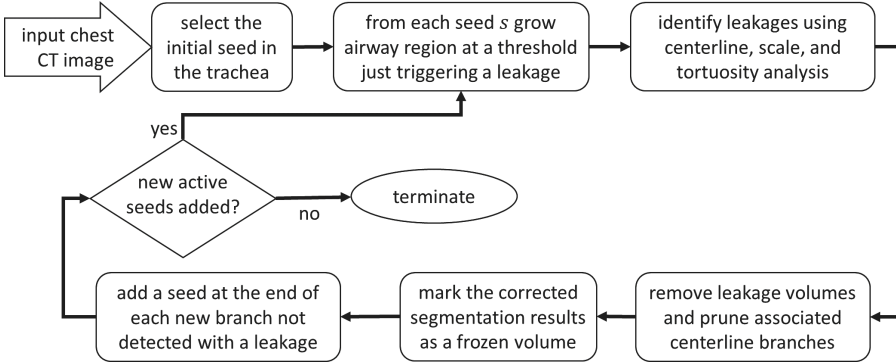 input chest
CT image
select the
initial seed in
the trachea
from each seed s grow
airway region at a threshold
just triggering a leakage
identify leakages using
centerline, scale, and
tortuosity analysis
yes
new active
seeds added?
no
terminate
add a seed at the end of
each new branch not
detected with a leakage
mark the corrected
segmentation results
as a frozen volume
remove leakage volumes
and prune associated
centerline branches